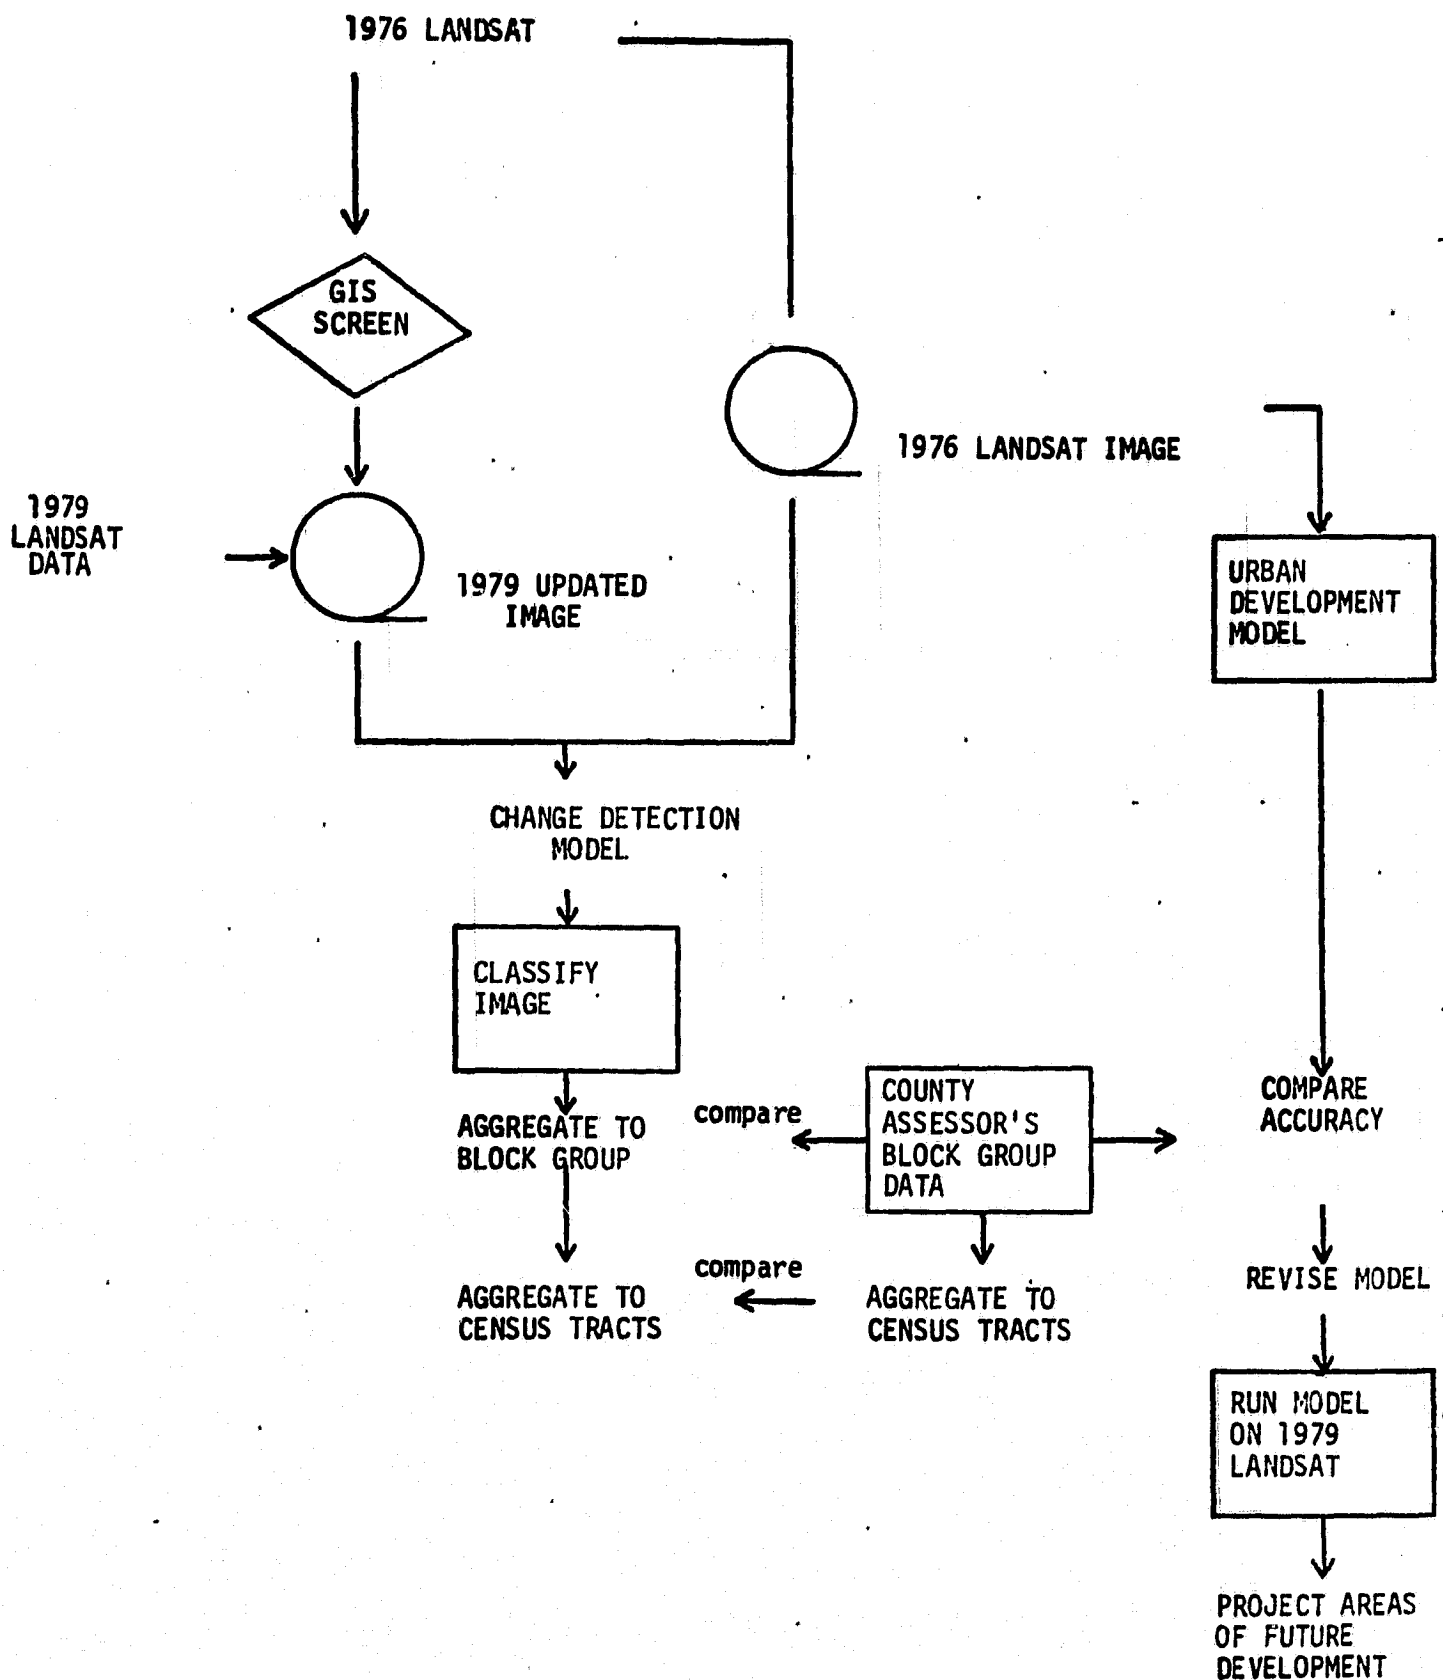 1976 LANDSAT
GIS
SCREEN
1976 LANDSAT IMAGE
1979
LANDSAT
DATA
1979 UPDATED
IMAGE
URBAN
DEVELOPMENT
MODEL
CHANGE DETECTION
MODEL
CLASSIFY
IMAGE
AGGREGATE TO
BLOCK GROUP
compare
COUNTY
ASSESSOR'S
BLOCK GROUP
DATA
COMPARE
ACCURACY
AGGREGATE TO
CENSUS TRACTS
compare
AGGREGATE TO
CENSUS TRACTS
REVISE MODEL
RUN MODEL
ON 1979
LANDSAT
PROJECT AREAS
OF FUTURE
DEVELOPMENT